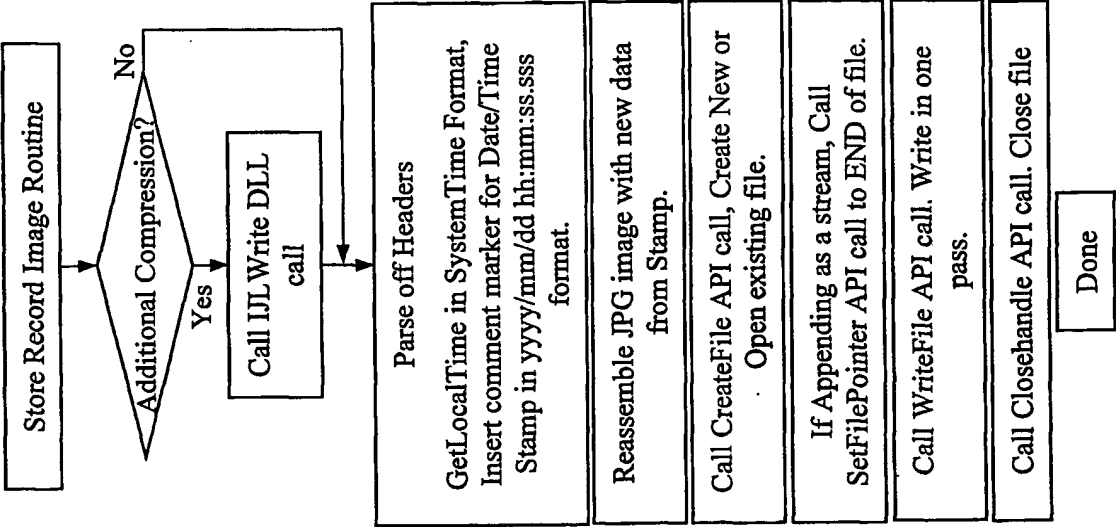 Store Record Image Routine
Additional Compression?
No
Yes
Call IJLWrite DLL
call
Parse off Headers
GetLocalTime in SystemTime Format,
Insert comment marker for Date/Time
Stamp in yyyy/mm/dd hh:mm:ss.sss
format.
Reassemble JPG image with new data
from Stamp.
Call CreateFile API call, Create New or
Open existing file.
If Appending as a stream, Call
SetFilePointer API call to END of file.
Call WriteFile API call. Write in one
pass.
Call Closehandle API call. Close file
Done